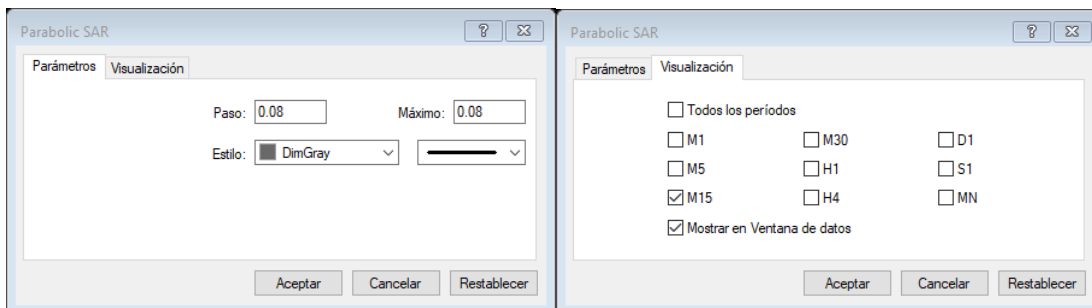 Parabolic SAR
Parámetros Visualización
Paso: 0.08 Máximo: 0.08
Estilo: DimGray
Aceptar Cancelar Restablecer
Parabolic SAR
Parámetros Visualización
Todos los períodos
M1 M30 D1
M5 H1 S1
M15 H4 MN
Mostrar en Ventana de datos
Aceptar Cancelar Restablecer